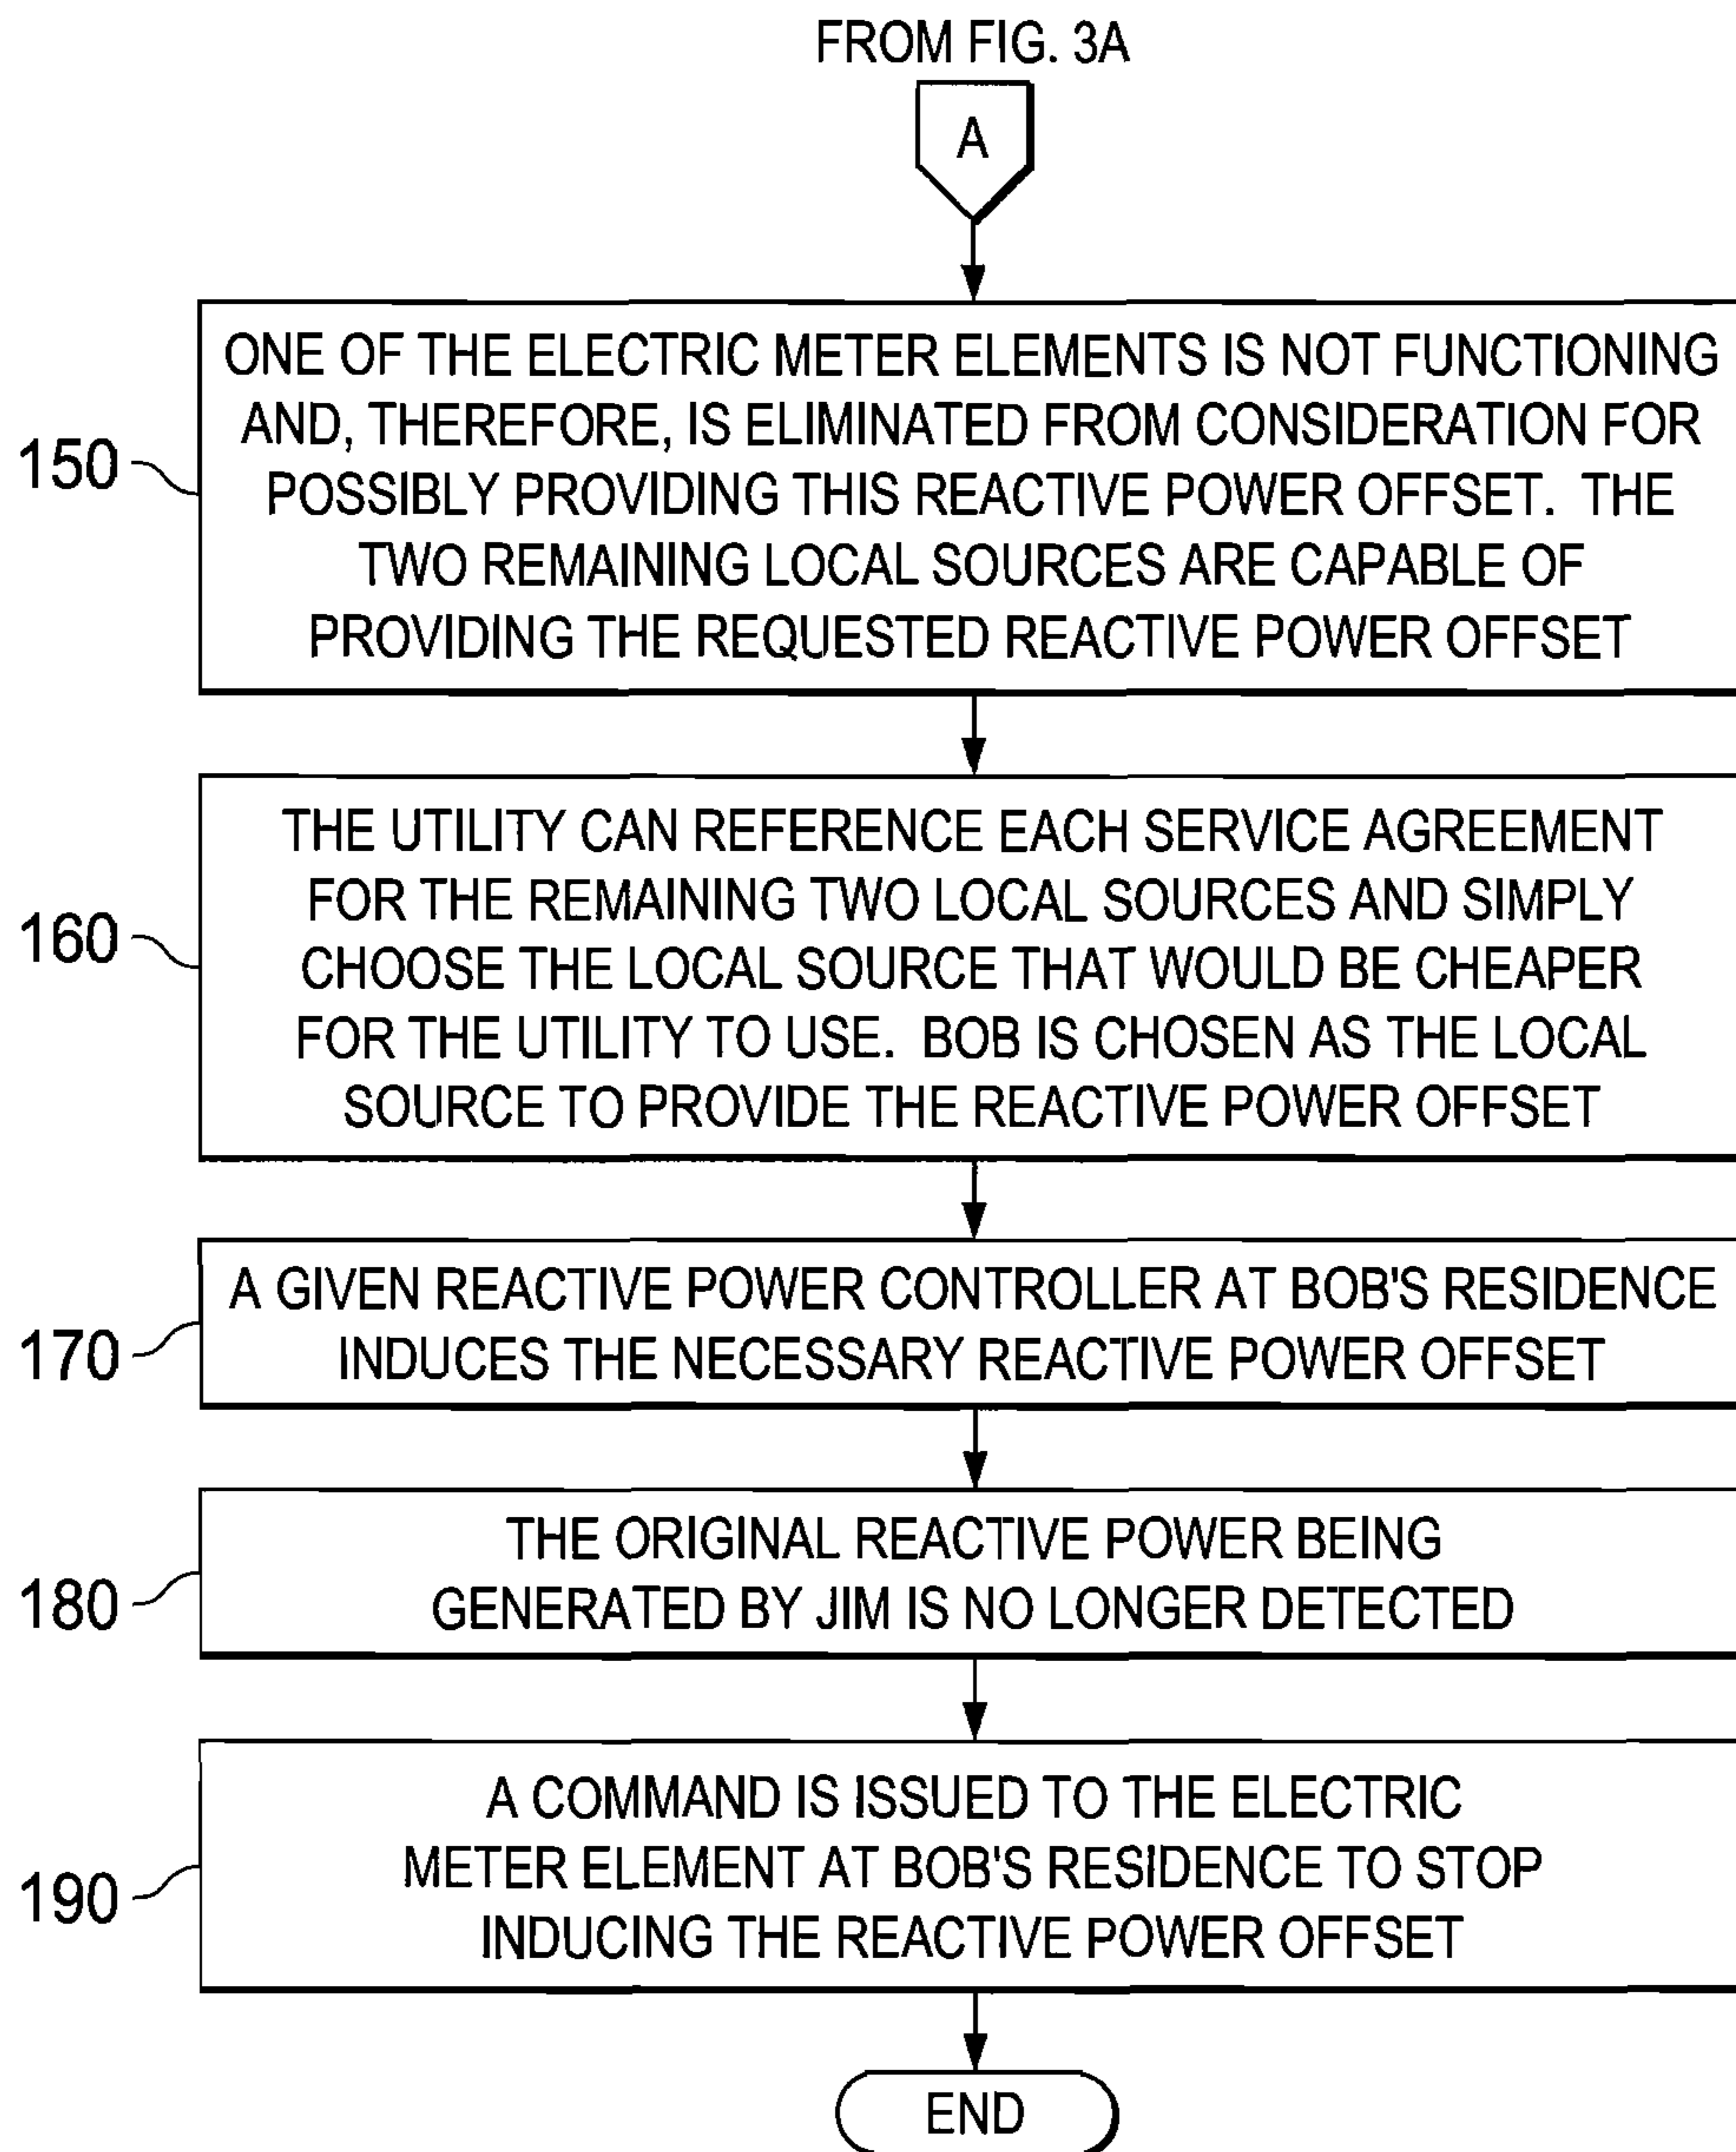 FROM FIG. 3A
A
150
ONE OF THE ELECTRIC METER ELEMENTS IS NOT FUNCTIONING
AND, THEREFORE, IS ELIMINATED FROM CONSIDERATION FOR
POSSIBLY PROVIDING THIS REACTIVE POWER OFFSET. THE
TWO REMAINING LOCAL SOURCES ARE CAPABLE OF
PROVIDING THE REQUESTED REACTIVE POWER OFFSET
160
THE UTILITY CAN REFERENCE EACH SERVICE AGREEMENT
FOR THE REMAINING TWO LOCAL SOURCES AND SIMPLY
CHOOSE THE LOCAL SOURCE THAT WOULD BE CHEAPER
FOR THE UTILITY TO USE. BOB IS CHOSEN AS THE LOCAL
SOURCE TO PROVIDE THE REACTIVE POWER OFFSET
170
A GIVEN REACTIVE POWER CONTROLLER AT BOB'S RESIDENCE
INDUCES THE NECESSARY REACTIVE POWER OFFSET
180
THE ORIGINAL REACTIVE POWER BEING
GENERATED BY JIM IS NO LONGER DETECTED
190
A COMMAND IS ISSUED TO THE ELECTRIC
METER ELEMENT AT BOB'S RESIDENCE TO STOP
INDUCING THE REACTIVE POWER OFFSET
END